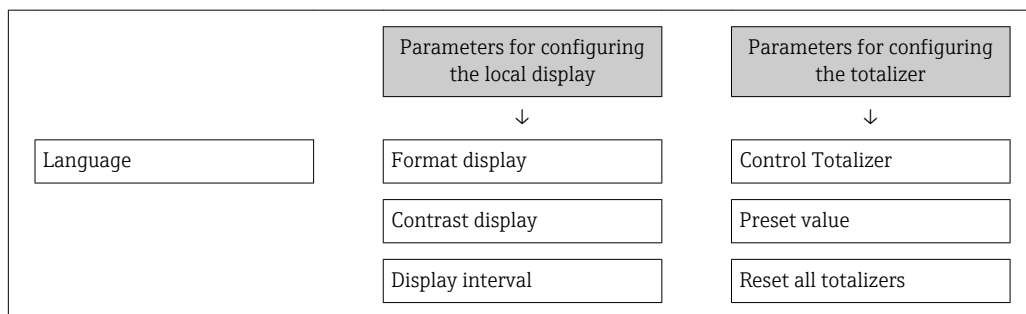 Parameters for configuring
the local display
Parameters for configuring
the totalizer
↓
↓
Language
Format display
Control Totalizer
Contrast display
Preset value
Display interval
Reset all totalizers